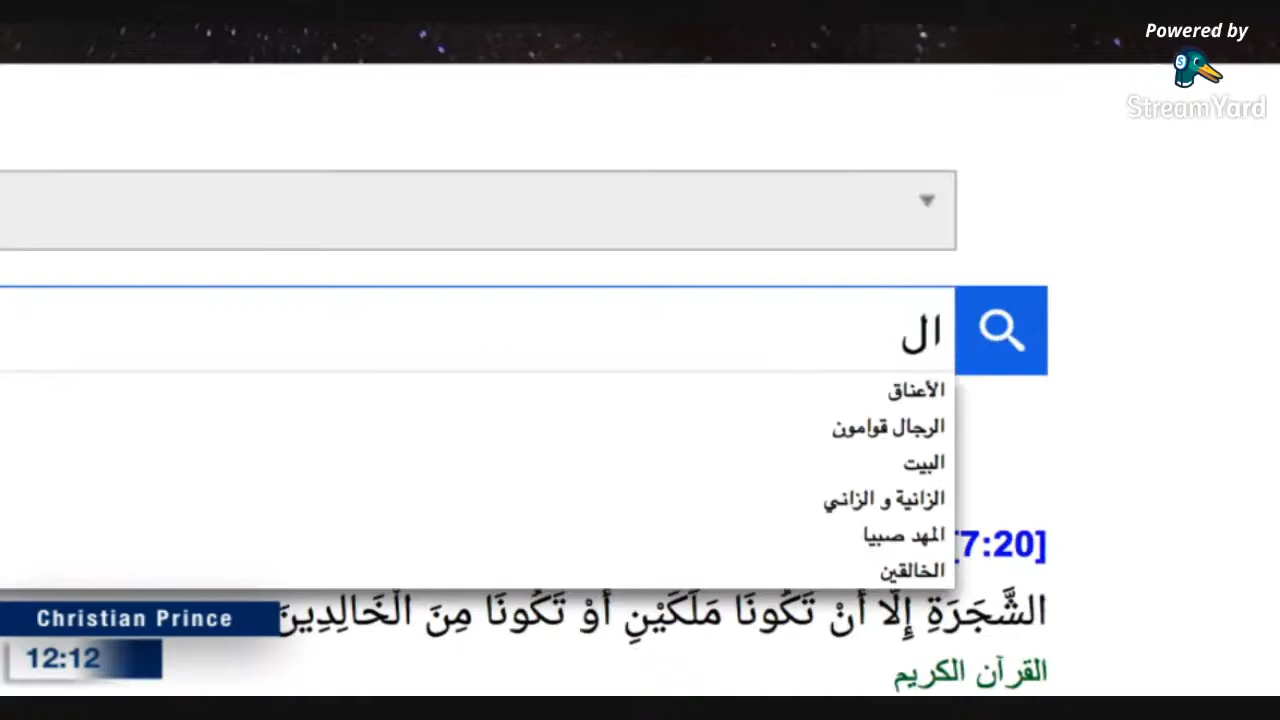 Powered by
StreamYard
ال
الأعناق
الرجال قوامون
البيت
الزانية و الزاني
المهد صبيا
الخالقين
[7:20]
الشَّجَرَةِ إِلَّا أَنْ تَكُونَا مَلَكَيْنِ أَوْ تَكُونَا مِنَ الْخَالِدِينَ
القرآن الكريم
Christian Prince
12:12